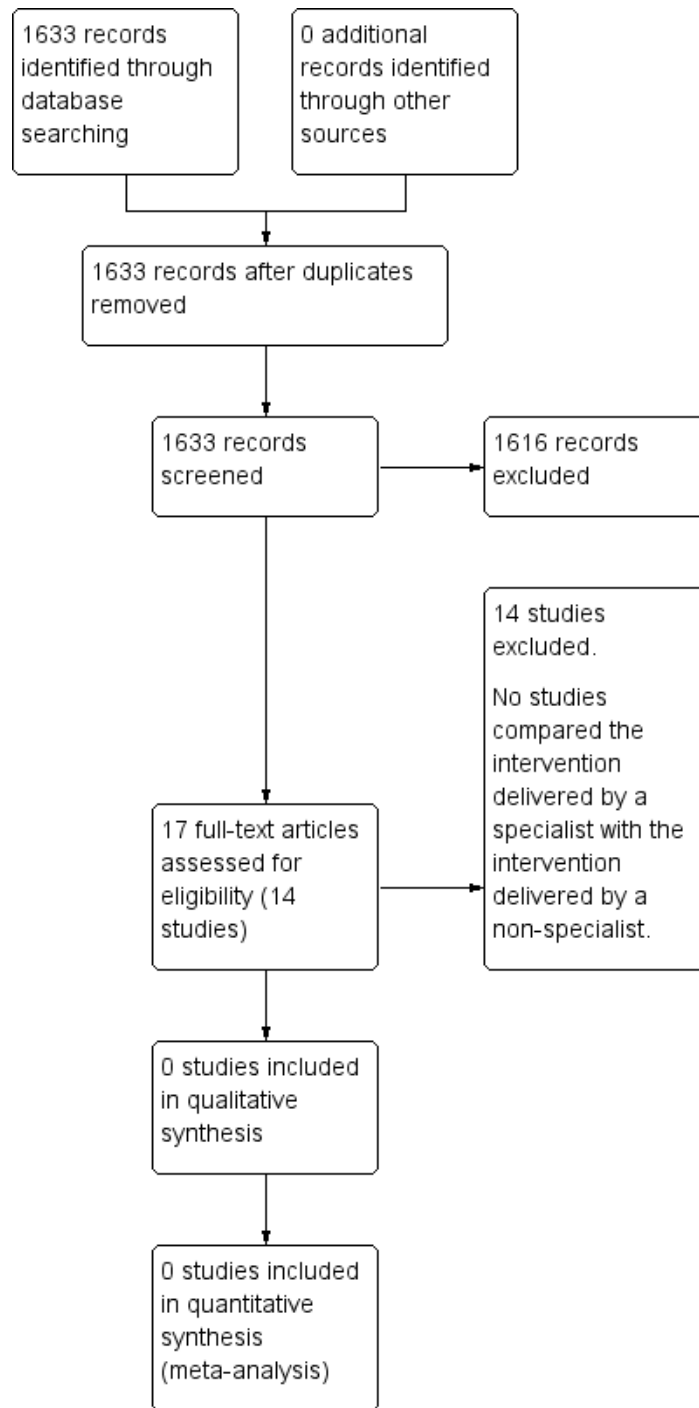 1633 records
identified through
database
searching
0 additional
records identified
through other
sources
1633 records after duplicates
removed
1633 records
screened
1616 records
excluded
14 studies
excluded.
No studies
compared the
intervention
delivered by a
specialist with the
intervention
delivered by a
non-specialist.
17 full-text articles
assessed for
eligibility (14
studies)
0 studies included
in qualitative
synthesis
0 studies included
in quantitative
synthesis
(meta-analysis)